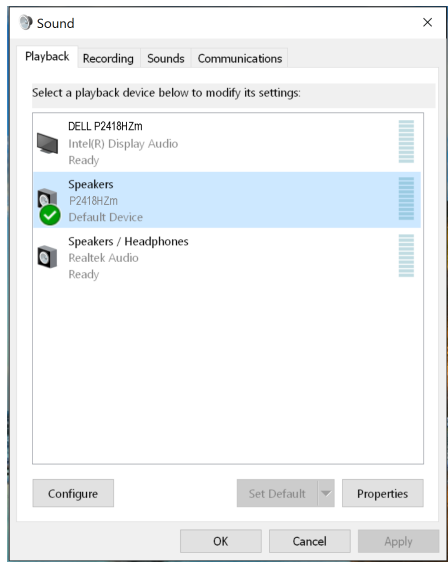 Sound
Playback Recording Sounds Communications
Select a playback device below to modify its settings:
DELL P2418HZm
Intel(R) Display Audio
Ready
Speakers
P2418HZm
Default Device
Speakers / Headphones
Realtek Audio
Ready
Configure Set Default Properties
OK Cancel Apply